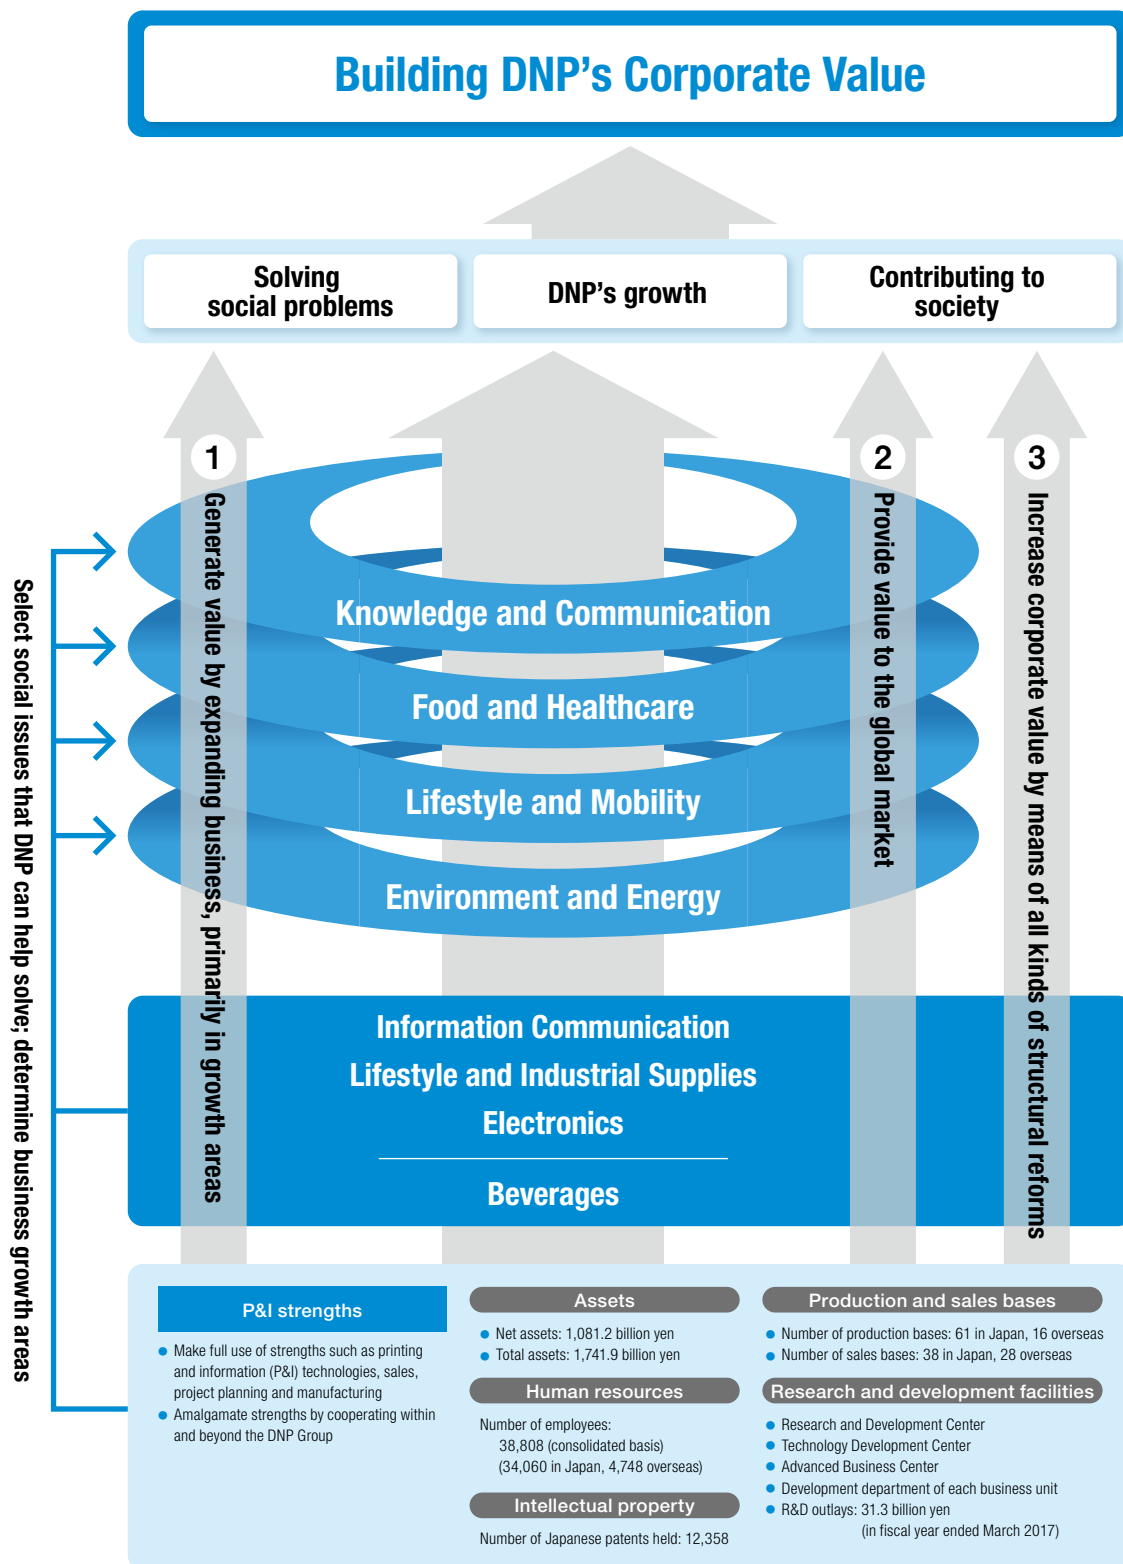 Building DNP’s Corporate Value
Solving
social problems
DNP’s growth
Contributing to
society
1
Generate value by expanding business, primarily in growth areas
2
Provide value to the global market
3
Increase corporate value by means of all kinds of structural reforms
Select social issues that DNP can help solve; determine business growth areas
Knowledge and Communication
Food and Healthcare
Lifestyle and Mobility
Environment and Energy
Information Communication
Lifestyle and Industrial Supplies
Electronics
Beverages
P&I strengths
● Make full use of strengths such as printing
and information (P&I) technologies, sales,
project planning and manufacturing
● Amalgamate strengths by cooperating within
and beyond the DNP Group
Assets
● Net assets: 1,081.2 billion yen
● Total assets: 1,741.9 billion yen
Human resources
Number of employees:
38,808 (consolidated basis)
(34,060 in Japan, 4,748 overseas)
Intellectual property
Number of Japanese patents held: 12,358
Production and sales bases
● Number of production bases: 61 in Japan, 16 overseas
● Number of sales bases: 38 in Japan, 28 overseas
Research and development facilities
● Research and Development Center
● Technology Development Center
● Advanced Business Center
● Development department of each business unit
● R&D outlays: 31.3 billion yen
(in fiscal year ended March 2017)